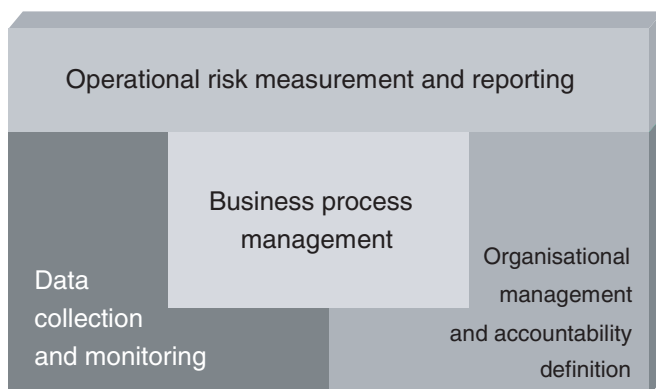 Operational risk measurement and reporting
Business process
management
Data
collection
and monitoring
Organisational
management
and accountability
definition